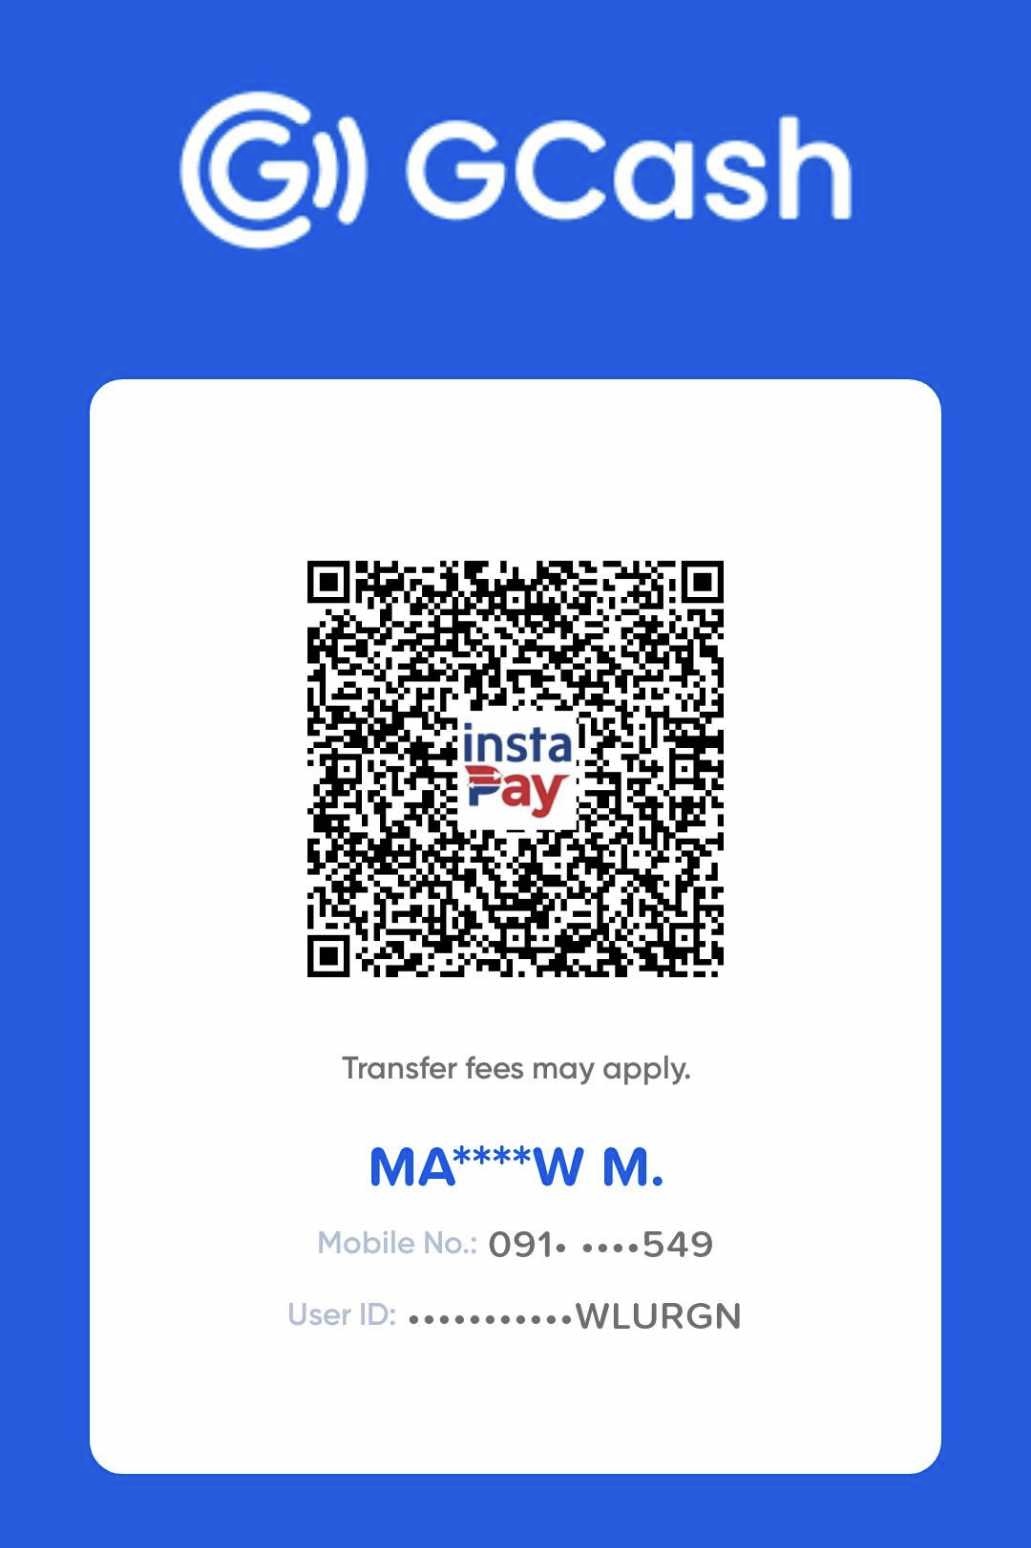 GCash
insta
Pay
Transfer fees may apply.
MA****W M.
Mobile No.: 091• ••••549
User ID: •••••••••••WLURGN